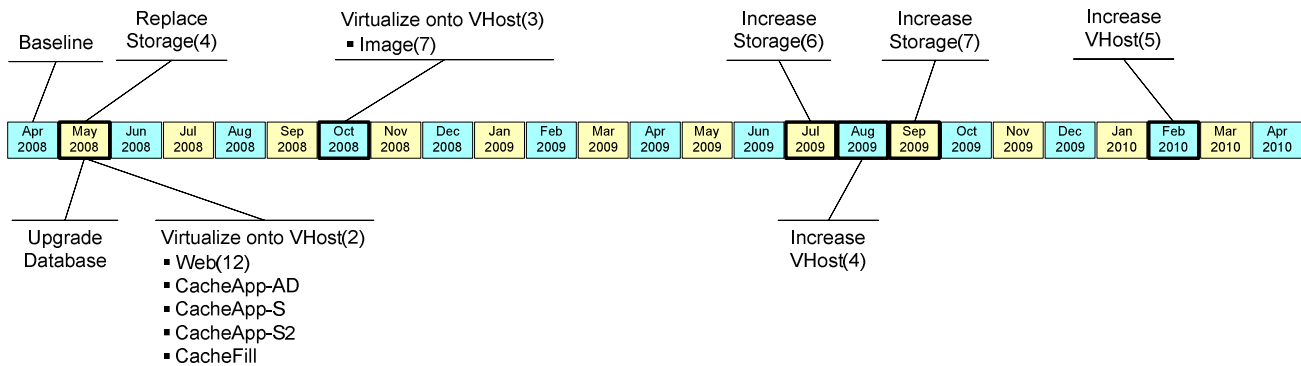 Baseline
Replace
Storage(4)
Virtualize onto VHost(3)
▪ Image(7)
Increase
Storage(6)
Increase
Storage(7)
Increase
VHost(5)
Apr 2008
May 2008
Jun 2008
Jul 2008
Aug 2008
Sep 2008
Oct 2008
Nov 2008
Dec 2008
Jan 2009
Feb 2009
Mar 2009
Apr 2009
May 2009
Jun 2009
Jul 2009
Aug 2009
Sep 2009
Oct 2009
Nov 2009
Dec 2009
Jan 2010
Feb 2010
Mar 2010
Apr 2010
Upgrade
Database
Virtualize onto VHost(2)
▪ Web(12)
▪ CacheApp-AD
▪ CacheApp-S
▪ CacheApp-S2
▪ CacheFill
Increase
VHost(4)